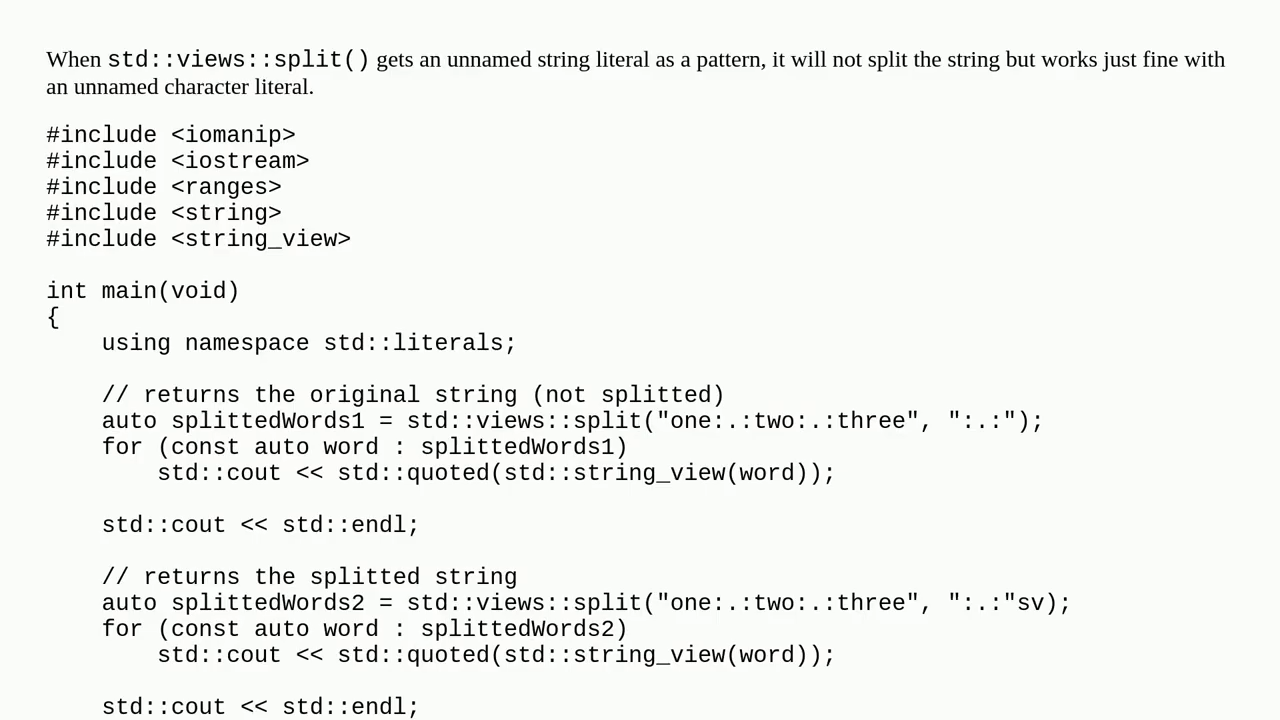 When std::views::split() gets an unnamed string literal as a pattern, it will not split the string but works just fine with
an unnamed character literal.
#include <iomanip>
#include <iostream>
#include <ranges>
#include <string>
#include <string_view>
int main(void)
{
    using namespace std::literals;
    // returns the original string (not splitted)
    auto splittedWords1 = std::views::split("one:.:two:.:three", ":.:");
    for (const auto word : splittedWords1)
        std::cout << std::quoted(std::string_view(word));
    std::cout << std::endl;
    // returns the splitted string
    auto splittedWords2 = std::views::split("one:.:two:.:three", ":.:"sv);
    for (const auto word : splittedWords2)
        std::cout << std::quoted(std::string_view(word));
    std::cout << std::endl;